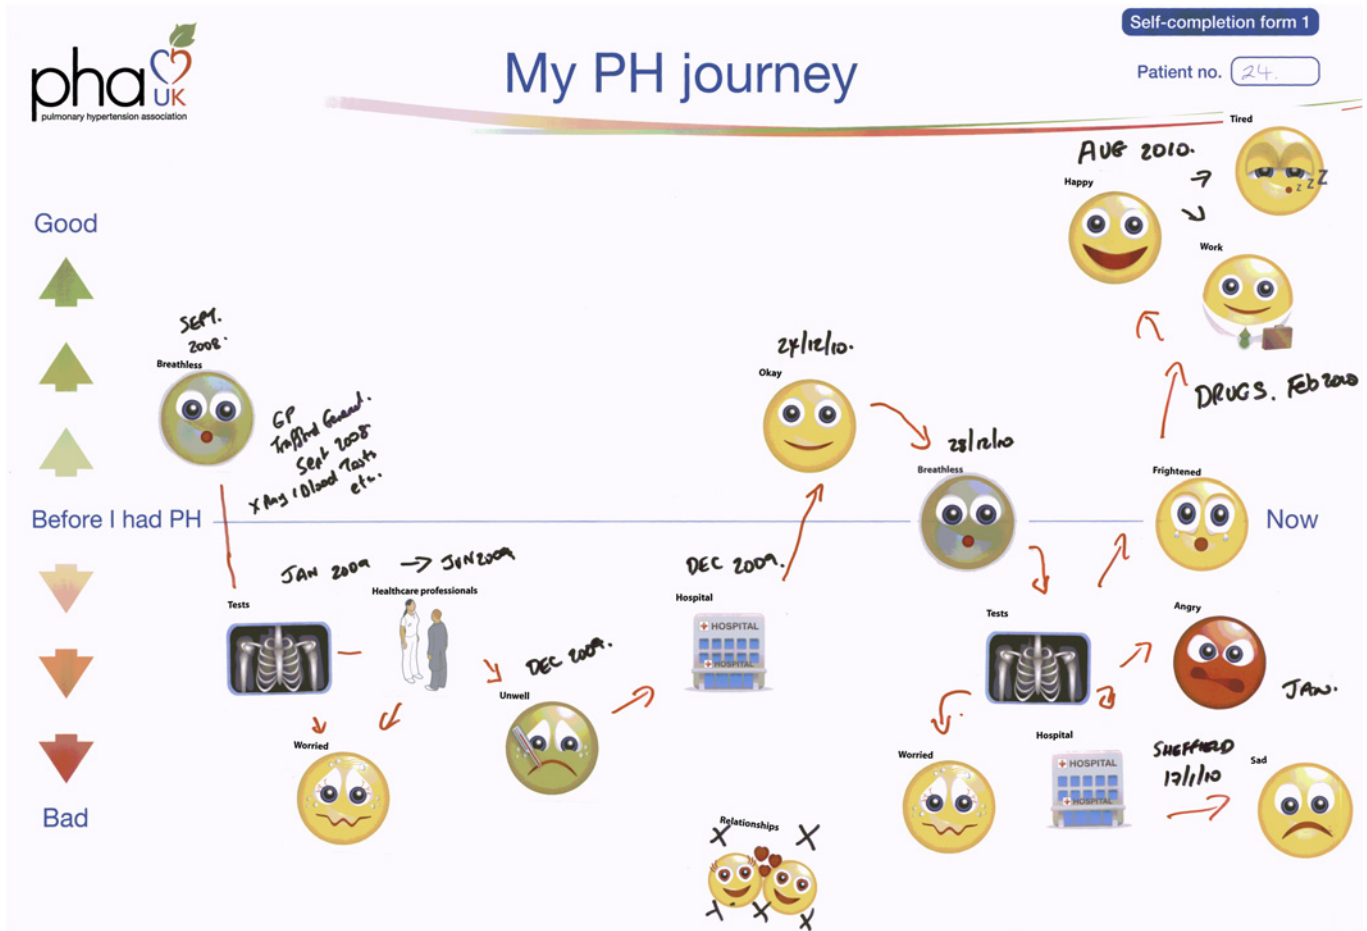 Self-completion form 1
pha UK
pulmonary hypertension association
My PH journey
Patient no. 24.
Tired
AUG 2010.
z z Z
Happy
Good
Work
SEPT.
2008.
Breathless
24/12/10.
Okay
DRUGS. Feb 2010
GP
Trafford General.
Sept 2008
X Ray / Blood Tests
etc.
28/12/10
Breathless
Frightened
Before I had PH
Now
JAN 2009 → JUN 2009
Healthcare professionals
DEC 2009.
Hospital
HOSPITAL
HOSPITAL
Tests
Tests
Angry
DEC 2009.
Unwell
JAN.
Worried
Worried
Hospital
HOSPITAL
HOSPITAL
SHEFFIELD
17/1/10
Sad
Bad
Relationships
X X
X X X